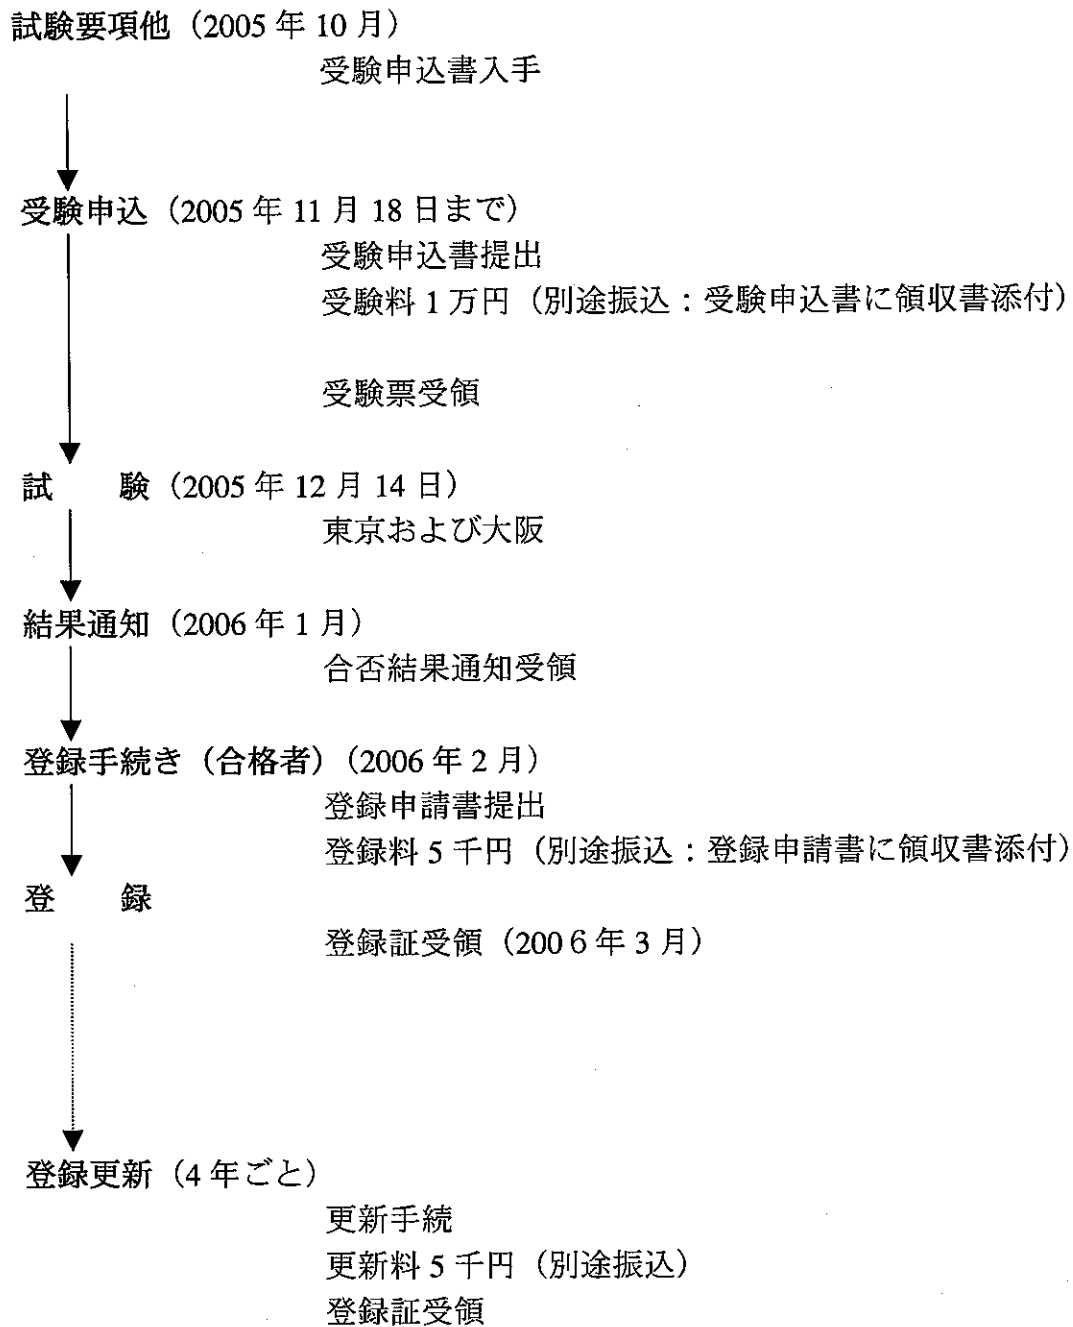 試験要項他（2005 年 10 月）
受験申込書入手
受験申込（2005 年 11 月 18 日まで）
受験申込書提出
受験料 1 万円（別途振込：受験申込書に領収書添付）
受験票受領
試　　験（2005 年 12 月 14 日）
東京および大阪
結果通知（2006 年 1 月）
合否結果通知受領
登録手続き（合格者）（2006 年 2 月）
登録申請書提出
登録料 5 千円（別途振込：登録申請書に領収書添付）
登　　録
登録証受領（200６年 3 月）
登録更新（4 年ごと）
更新手続
更新料 5 千円（別途振込）
登録証受領